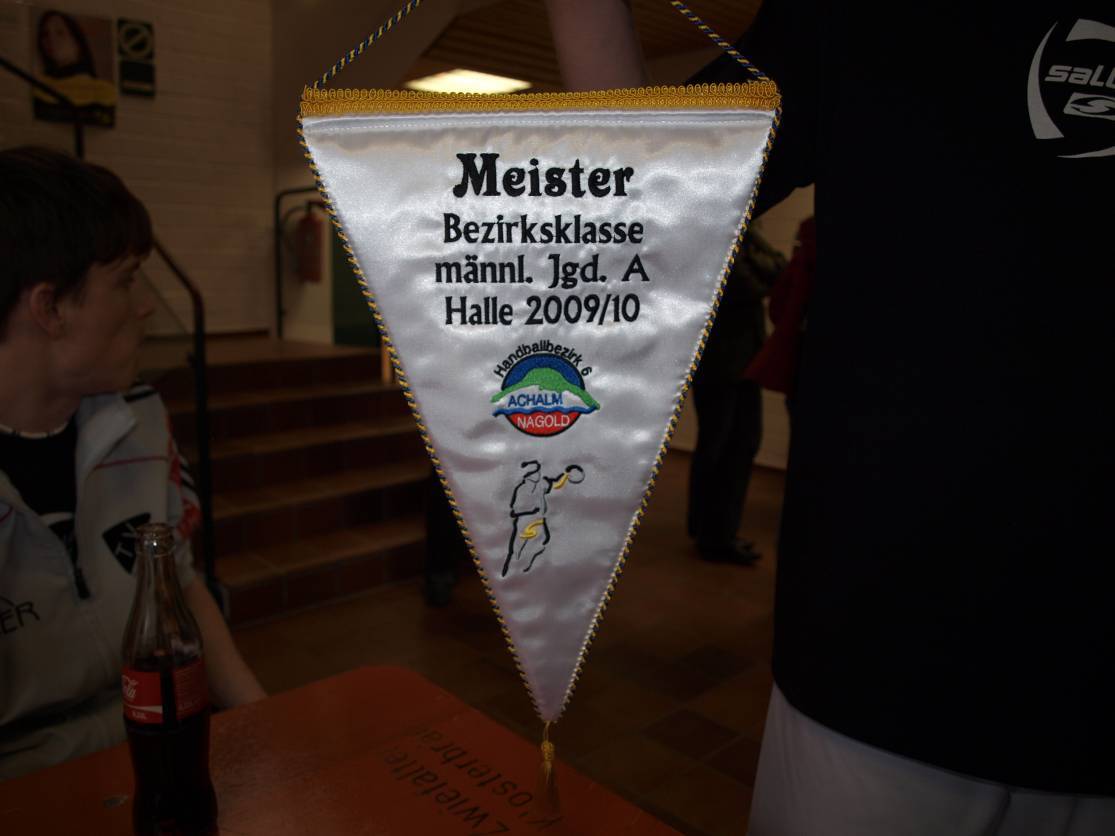 Meister
Bezirksklasse
männl. Jgd. A
Halle 2009/10
Handballbezirk 6
ACHALM
NAGOLD